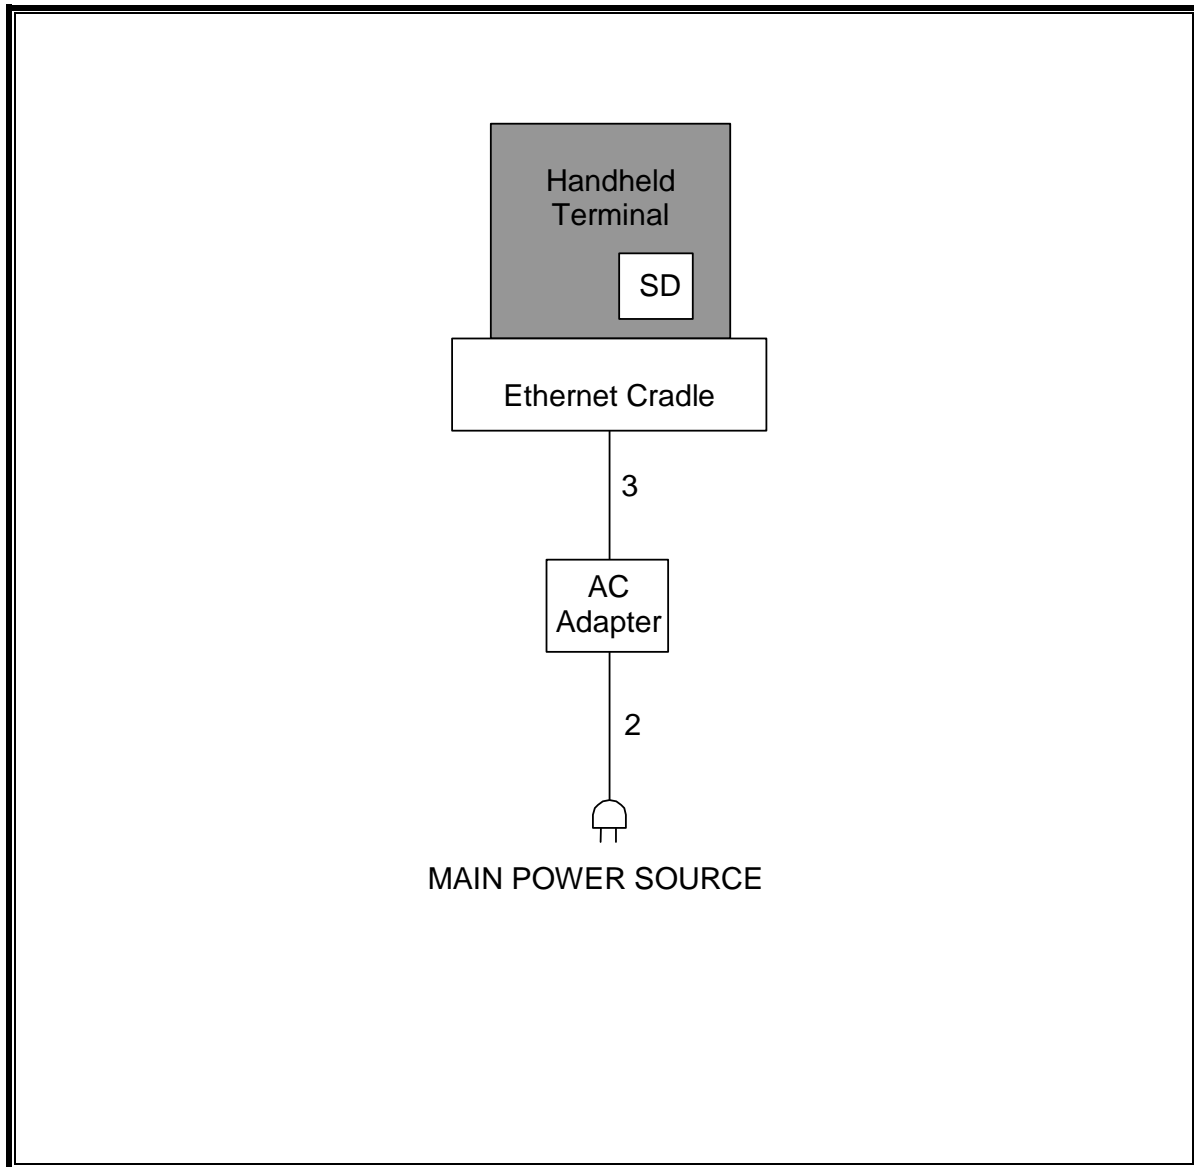 Handheld
Terminal
SD
Ethernet Cradle
3
AC
Adapter
2
MAIN POWER SOURCE